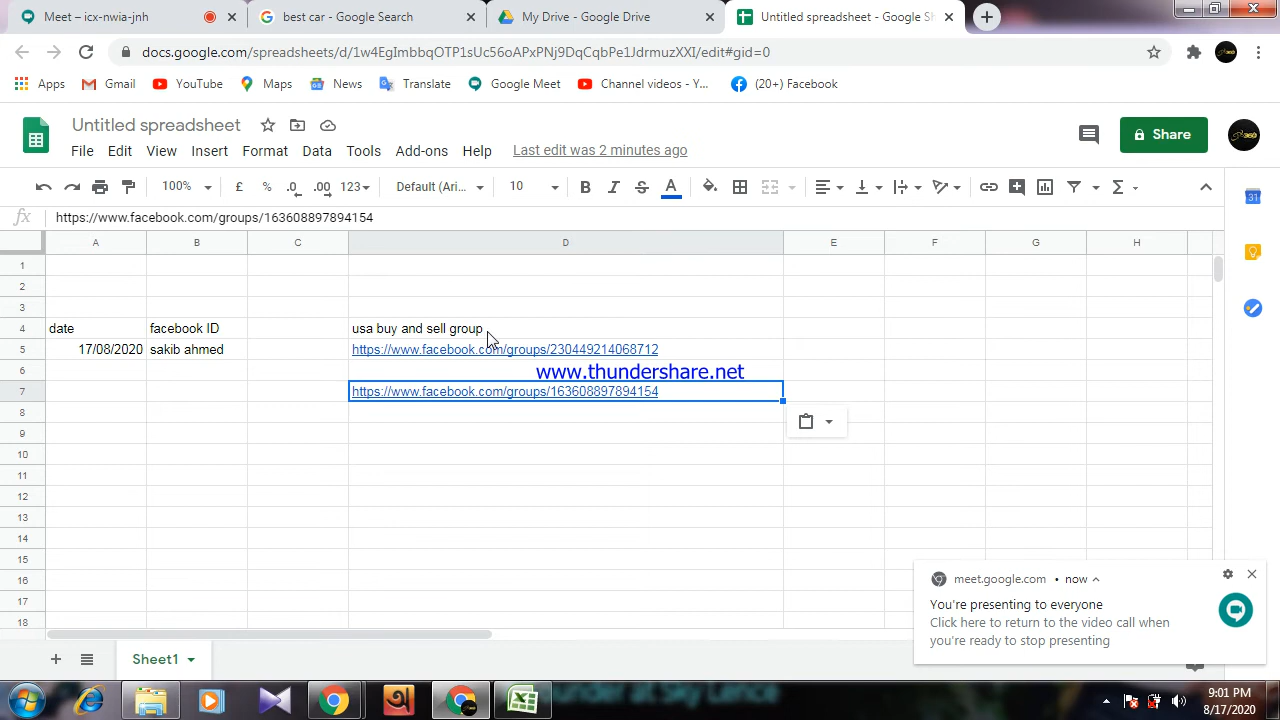 Meet – icx-nwia-jnh
- Google Search
My Drive - Google Drive
Untitled spreadsheet - Google Sh
docs.google.com/spreadsheets/d/
/edit#gid=0
Apps
Gmail
YouTube
Maps
News
Translate
Google Meet
Channel videos - Y...
(20+) Facebook
Untitled spreadsheet
File Edit View Insert Format Data Tools Add-ons Help Last edit was 2 minutes ago
Share
100% £ % .0 .00 123 Default (Ari... 10 B I S A Σ
31
fx https://www.facebook.com/groups/163608897894154
A B C D E F G H
1
2
3
4 date facebook ID usa buy and sell group
5 17/08/2020 sakib ahmed https://www.facebook.com/groups/230449214068712
6
www.thundershare.net
7 https://www.facebook.com/groups/163608897894154
8
9
10
11
12
13
14
15
16
17
18
meet.google.com • now
You're presenting to everyone
Click here to return to the video call when
you're ready to stop presenting
Sheet1
9:01 PM
8/17/2020